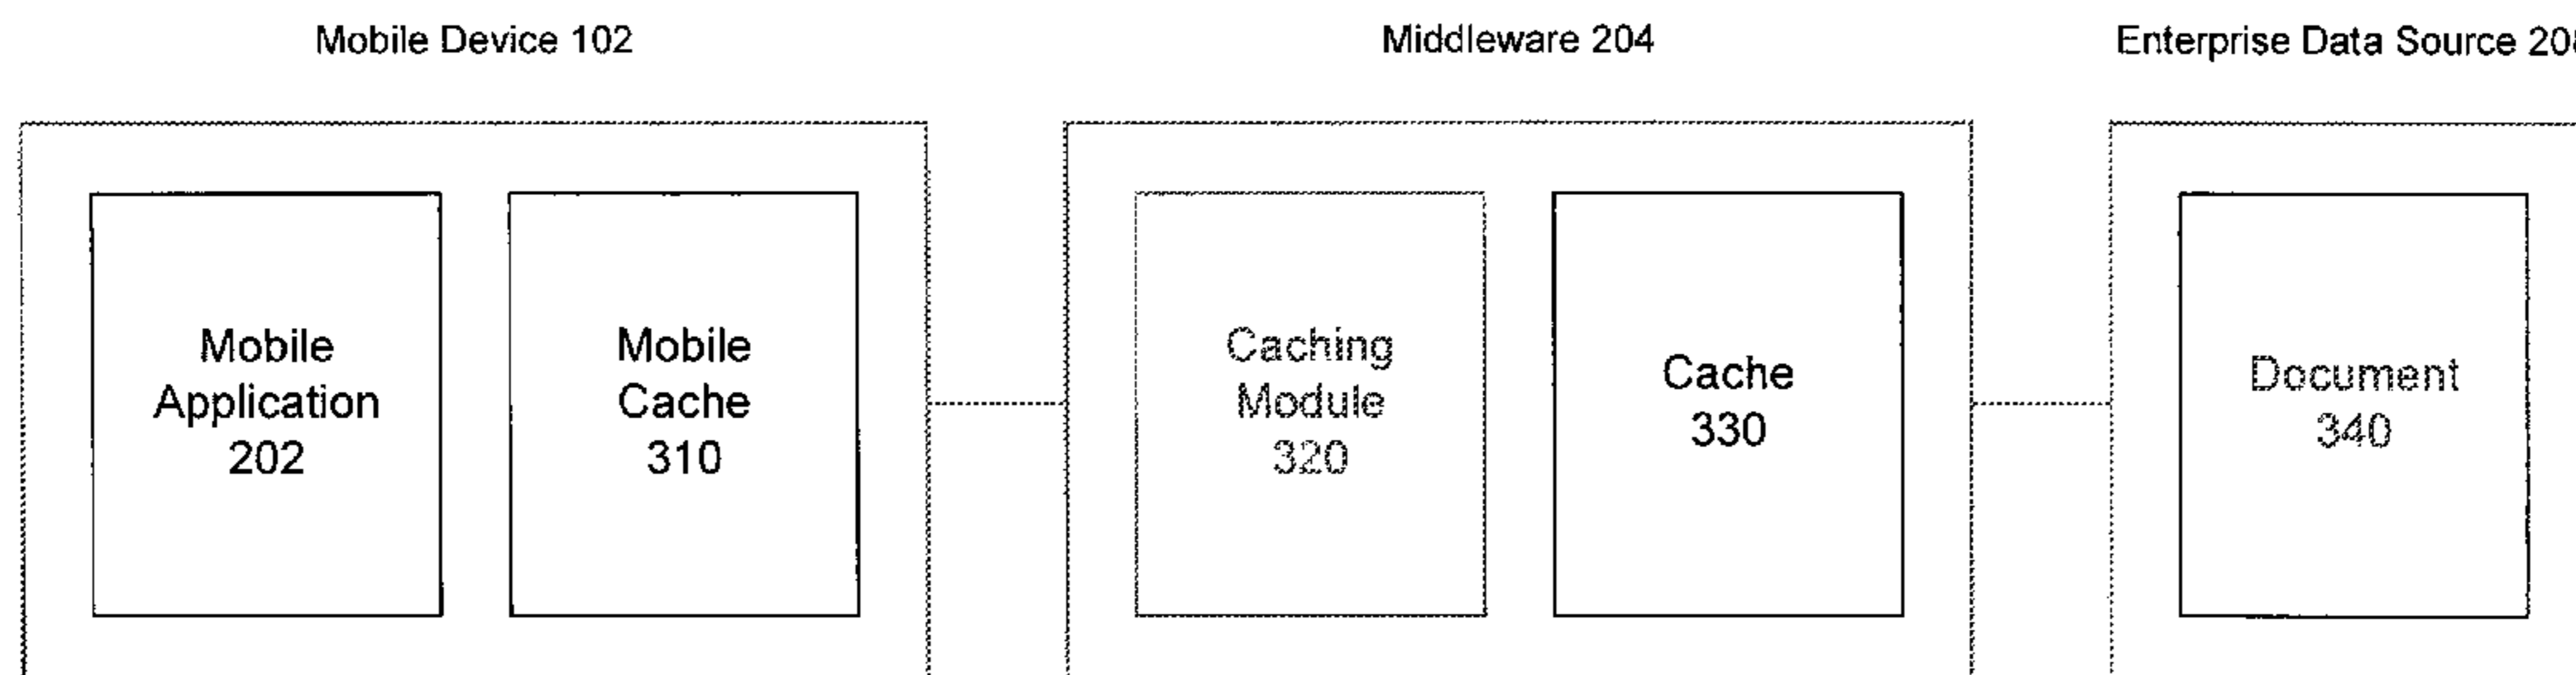 Mobile Device 102
Middleware 204
Enterprise Data Source
Mobile
Application
202
Mobile
Cache
310
Caching
Module
320
Cache
330
Document
340